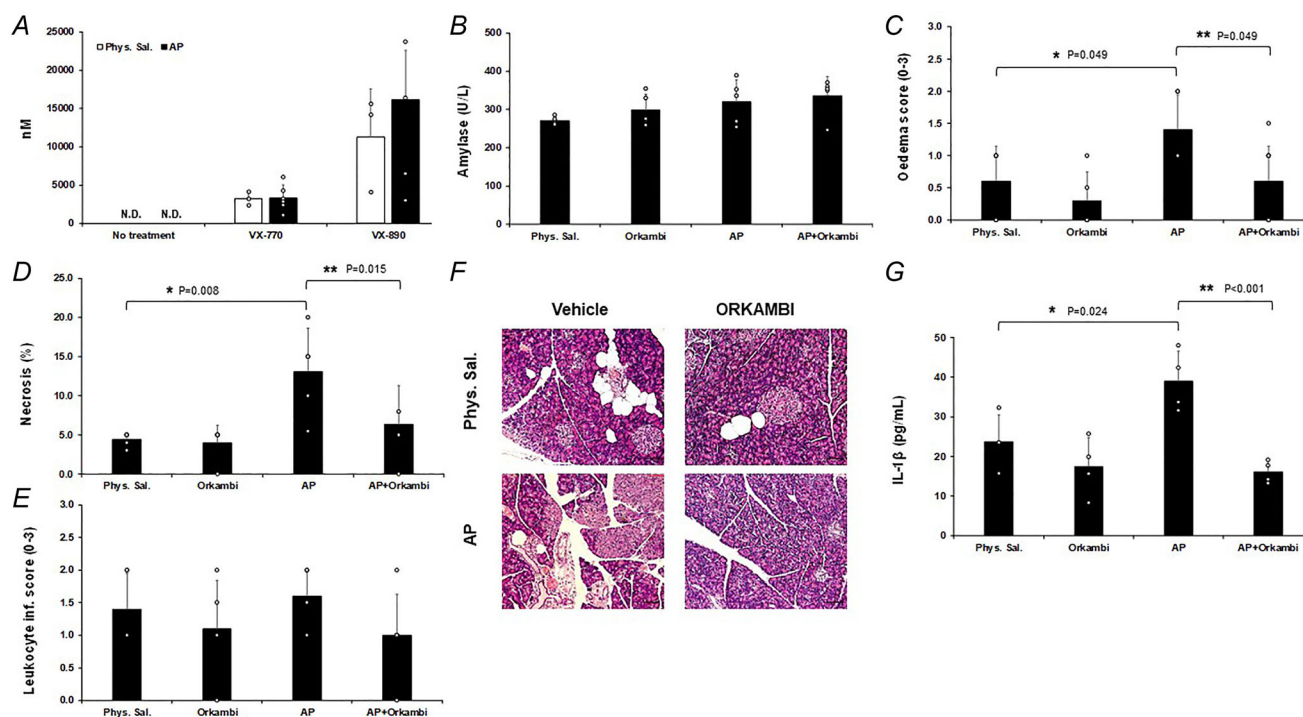 A
Phys. Sal. AP
25000
20000
15000
10000
5000
0
nM
N.D. N.D.
No treatment VX-770 VX-890
B
500
400
300
200
100
0
Amylase (U/L)
Phys. Sal. Orkambi AP AP+Orkambi
C
3.0
2.5
2.0
1.5
1.0
0.5
0.0
Oedema score (0-3)
* P=0.049
** P=0.049
Phys. Sal. Orkambi AP AP+Orkambi
D
25.0
20.0
15.0
10.0
5.0
0.0
Necrosis (%)
* P=0.008
** P=0.015
Phys. Sal. Orkambi AP AP+Orkambi
E
3.0
2.5
2.0
1.5
1.0
0.5
0.0
Leukocyte inf. score (0-3)
Phys. Sal. Orkambi AP AP+Orkambi
F
Vehicle ORKAMBI
Phys. Sal.
AP
G
50
40
30
20
10
0
IL-1β (pg/mL)
* P=0.024
** P<0.001
Phys. Sal. Orkambi AP AP+Orkambi